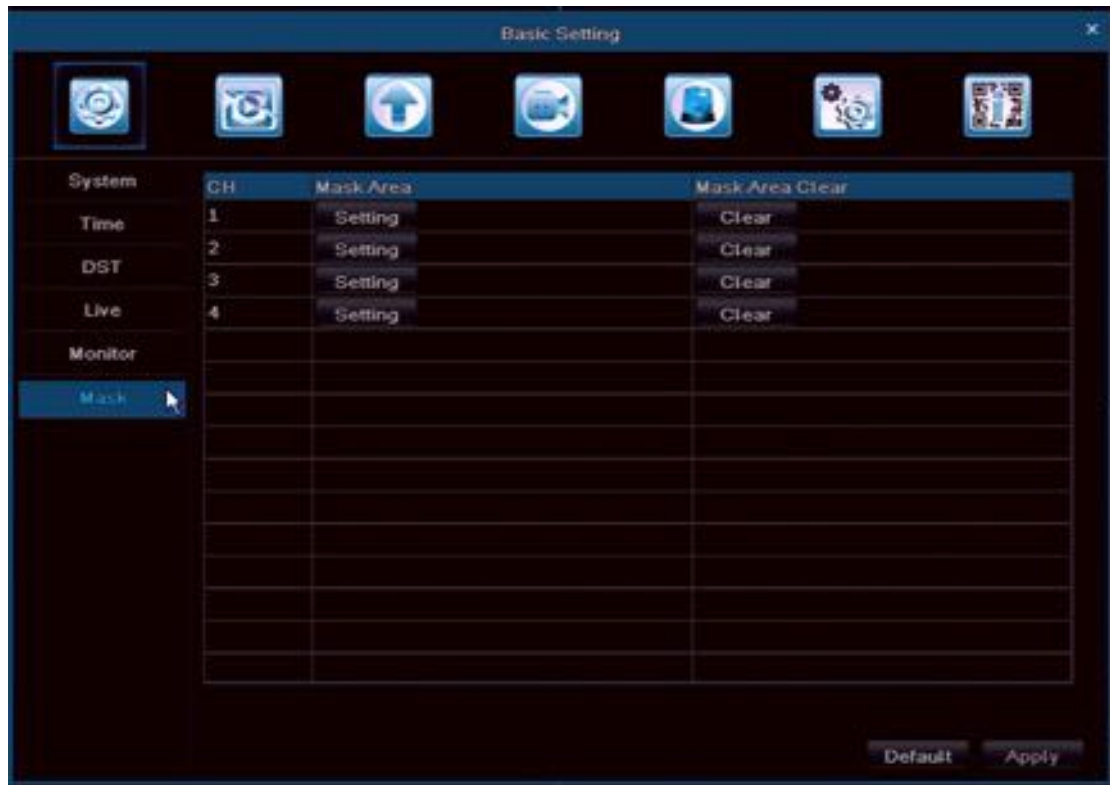 Basic Setting ×
System
Time
DST
Live
Monitor
Mask
CH Mask Area Mask Area Clear
1 Setting Clear
2 Setting Clear
3 Setting Clear
4 Setting Clear
Default Apply